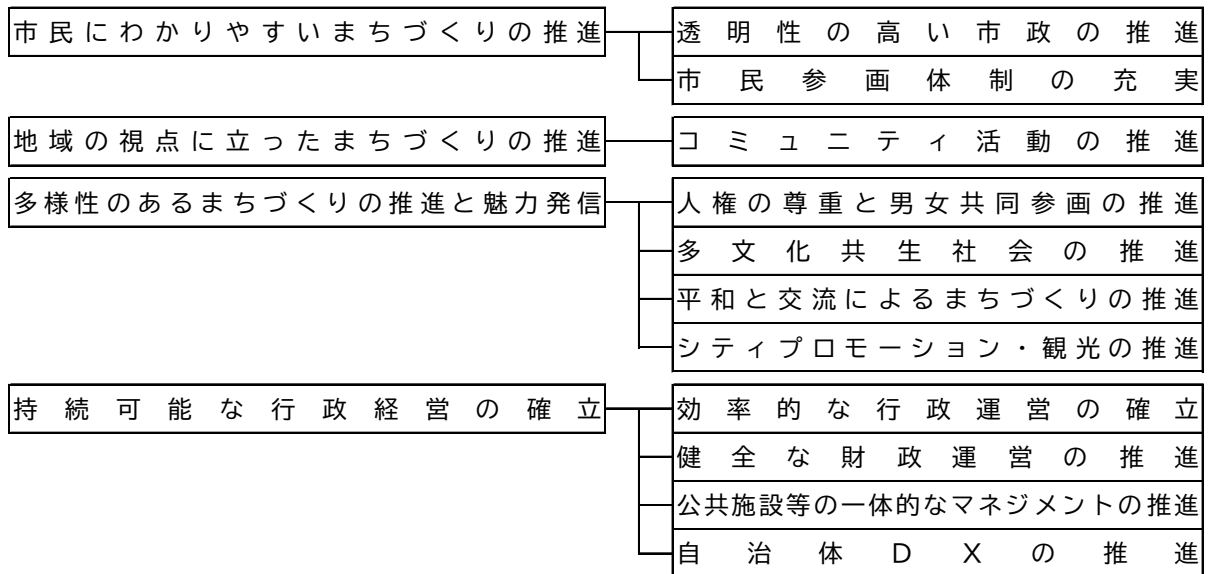 市民にわかりやすいまちづくりの推進
透明性の高い市政の推進
市民参画体制の充実
地域の視点に立ったまちづくりの推進
コミュニティ活動の推進
多様性のあるまちづくりの推進と魅力発信
人権の尊重と男女共同参画の推進
多文化共生社会の推進
平和と交流によるまちづくりの推進
シティプロモーション・観光の推進
持続可能な行政経営の確立
効率的な行政運営の確立
健全な財政運営の推進
公共施設等の一体的なマネジメントの推進
自治体DXの推進